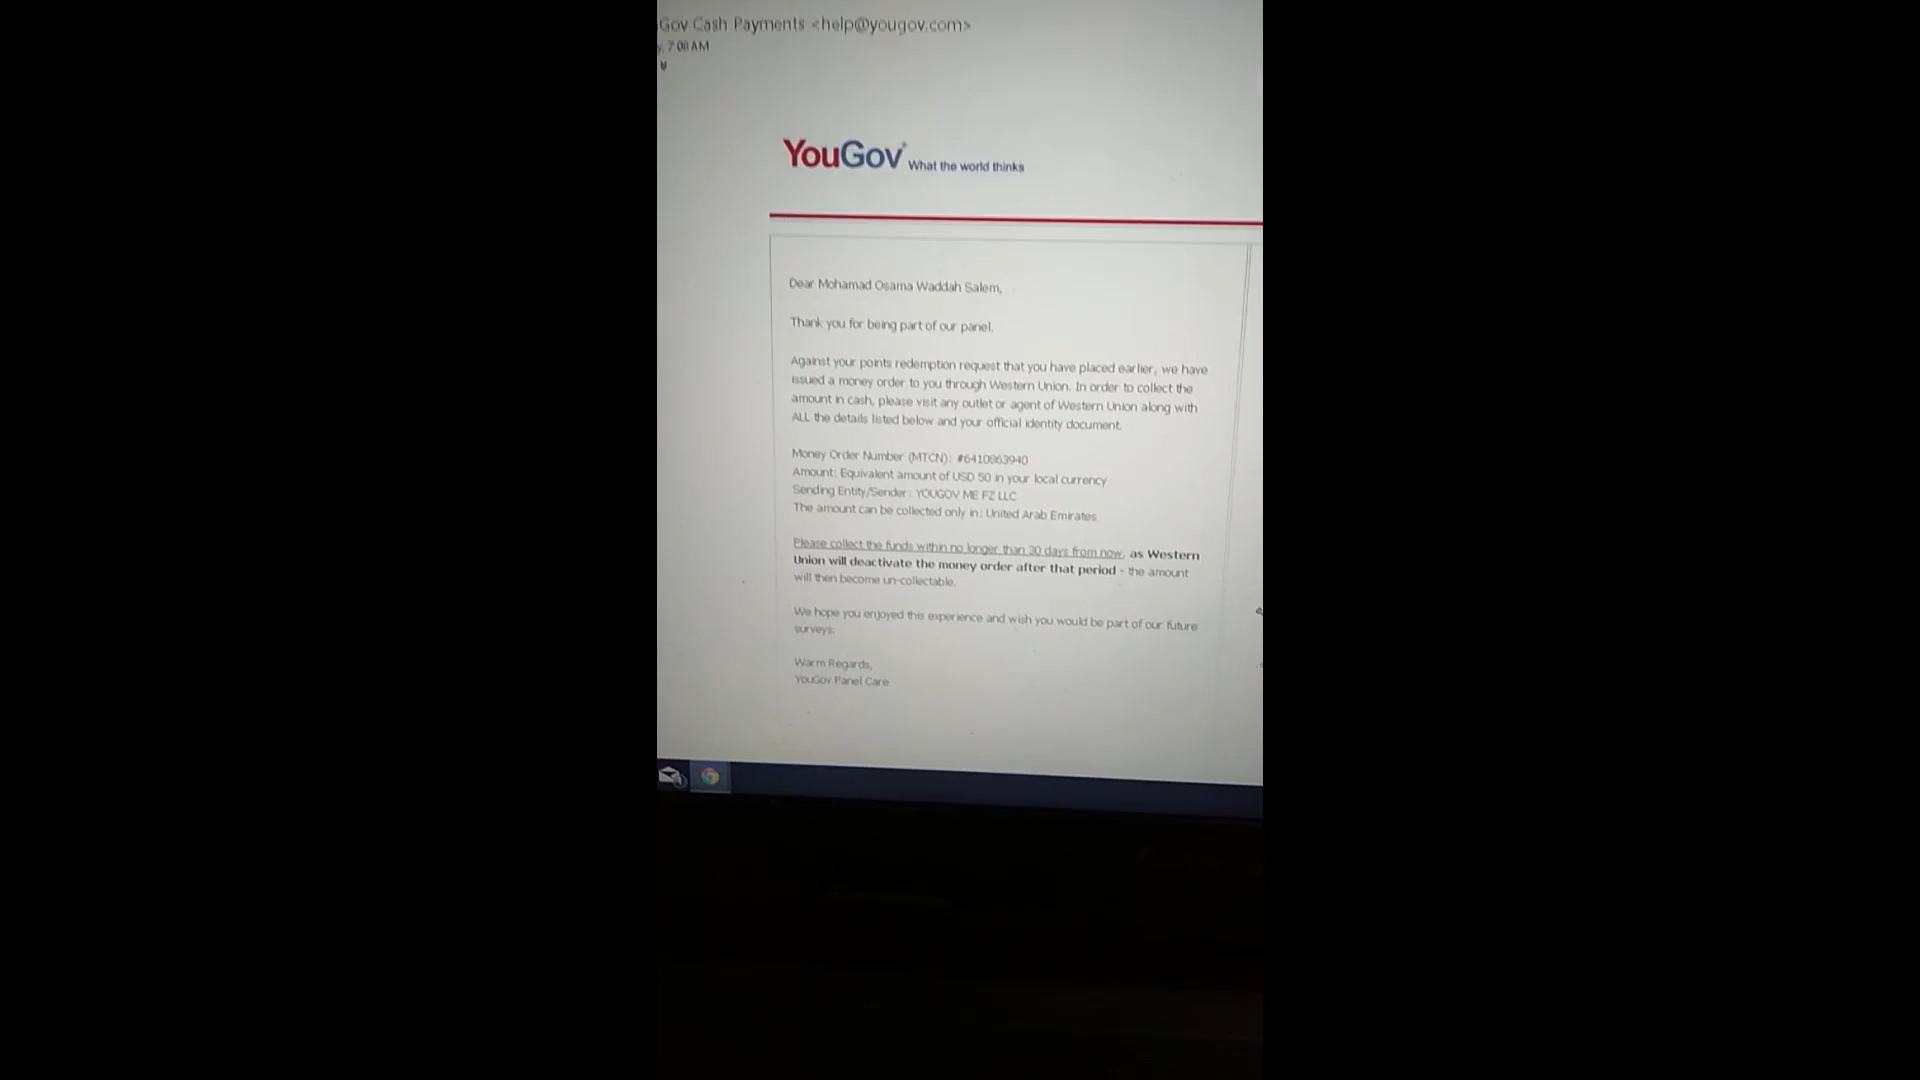 Gov Cash Payments <help@yougov.com>
7:08 AM
YouGov What the world thinks
Dear Mohamad Osama Waddah Salem,
Thank you for being part of our panel.
Against your points redemption request that you have placed earlier, we have
issued a money order to you through Western Union. In order to collect the
amount in cash, please visit any outlet or agent of Western Union along with
ALL the details listed below and your official identity document.
Money Order Number (MTCN): #6410863940
Amount: Equivalent amount of USD 50 in your local currency
Sending Entity/Sender: YOUGOV ME FZ LLC
The amount can be collected only in: United Arab Emirates
Please collect the funds within no longer than 30 days from now, as Western
Union will deactivate the money order after that period - the amount
will then become un-collectable.
We hope you enjoyed this experience and wish you would be part of our future
surveys.
Warm Regards,
YouGov Panel Care